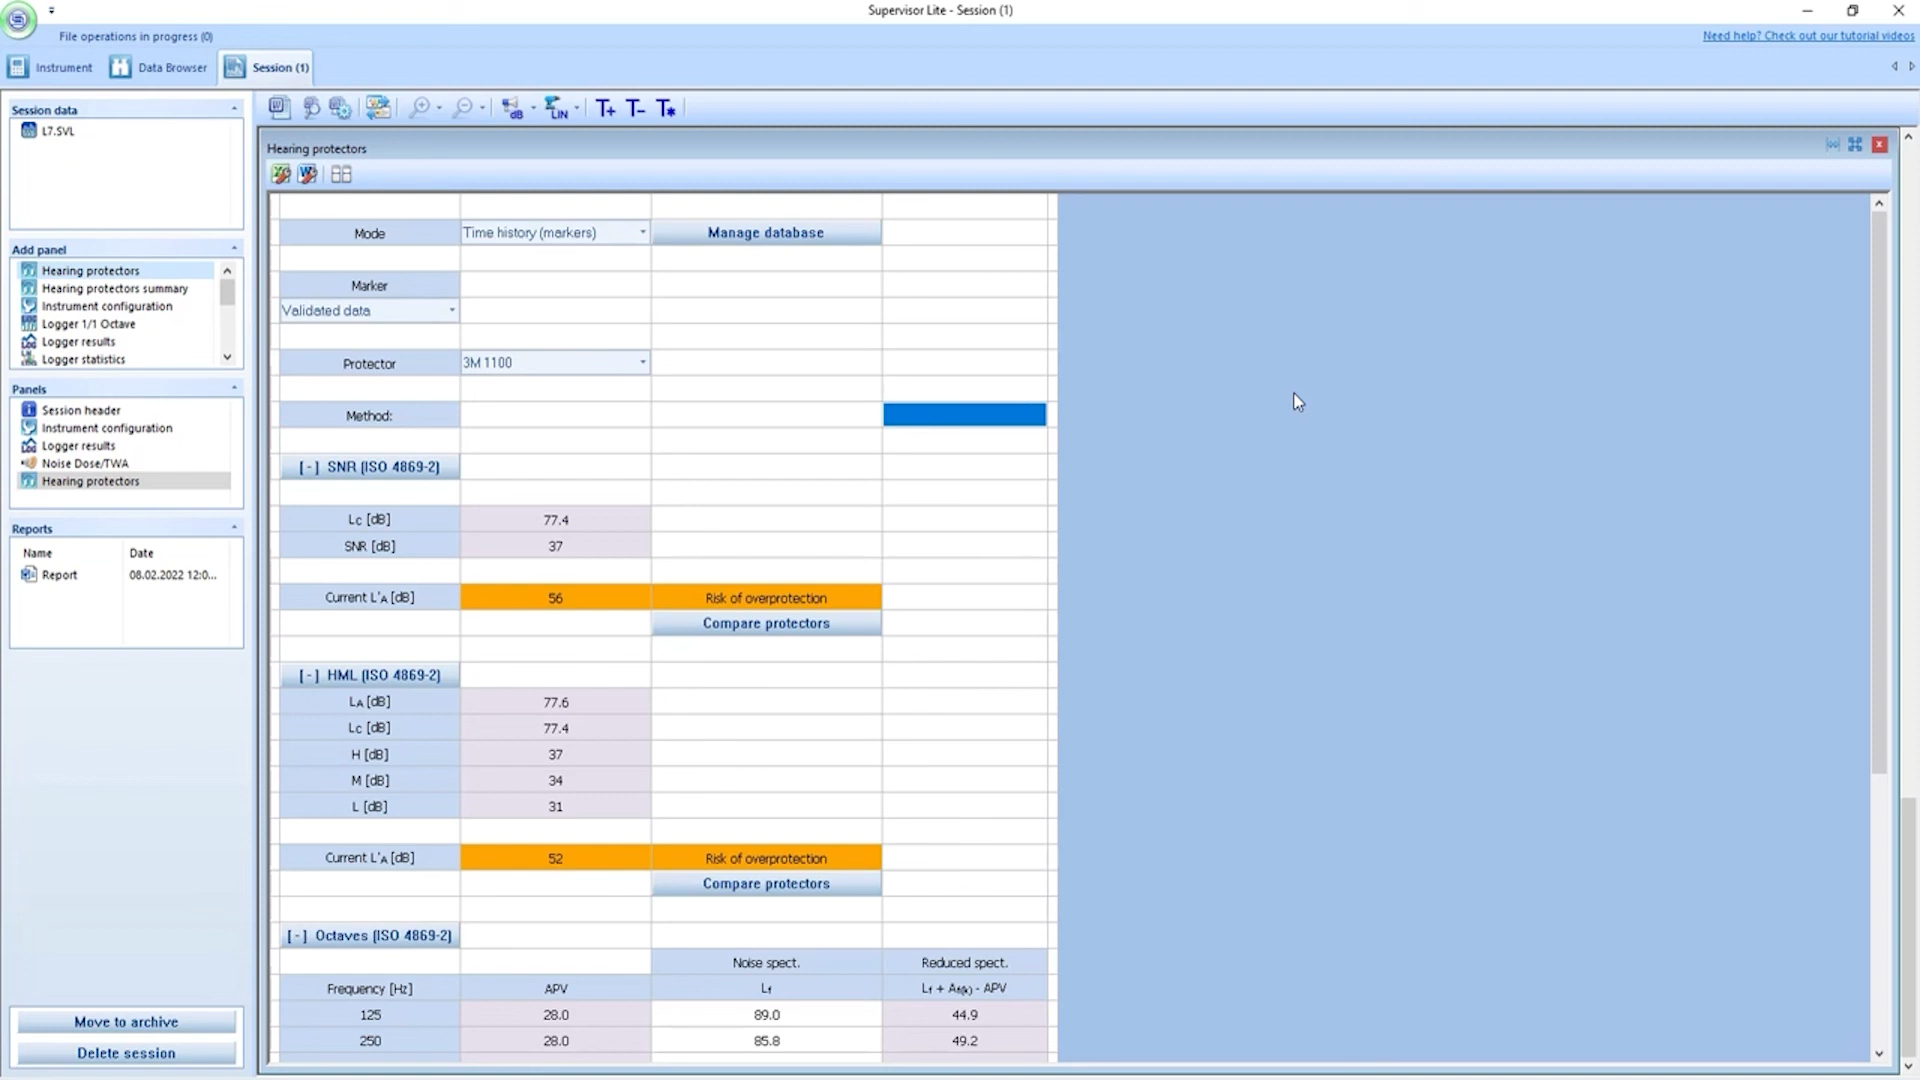 Supervisor Lite - Session (1)
File operations in progress (0)
Need help? Check out our tutorial videos
Instrument
Data Browser
Session (1)
Session data
L7.SVL
Add panel
Hearing protectors
Hearing protectors summary
Instrument configuration
Logger 1/1 Octave
Logger results
Logger statistics
Panels
Session header
Instrument configuration
Logger results
Noise Dose/TWA
Hearing protectors
Reports
Name Date
Report 08.02.2022 12:0...
Move to archive
Delete session
dB LIN T+ T- T*
Hearing protectors
Mode Time history (markers) Manage database
Marker
Validated data
Protector 3M 1100
Method:
[-] SNR (ISO 4869-2)
Lc [dB] 77.4
SNR [dB] 37
Current L'A [dB] 56 Risk of overprotection
Compare protectors
[-] HML (ISO 4869-2)
LA [dB] 77.6
Lc [dB] 77.4
H [dB] 37
M [dB] 34
L [dB] 31
Current L'A [dB] 52 Risk of overprotection
Compare protectors
[-] Octaves (ISO 4869-2)
Noise spect. Reduced spect.
Frequency [Hz] APV Lf Lf + Af(k) - APV
125 28.0 89.0 44.9
250 28.0 85.8 49.2